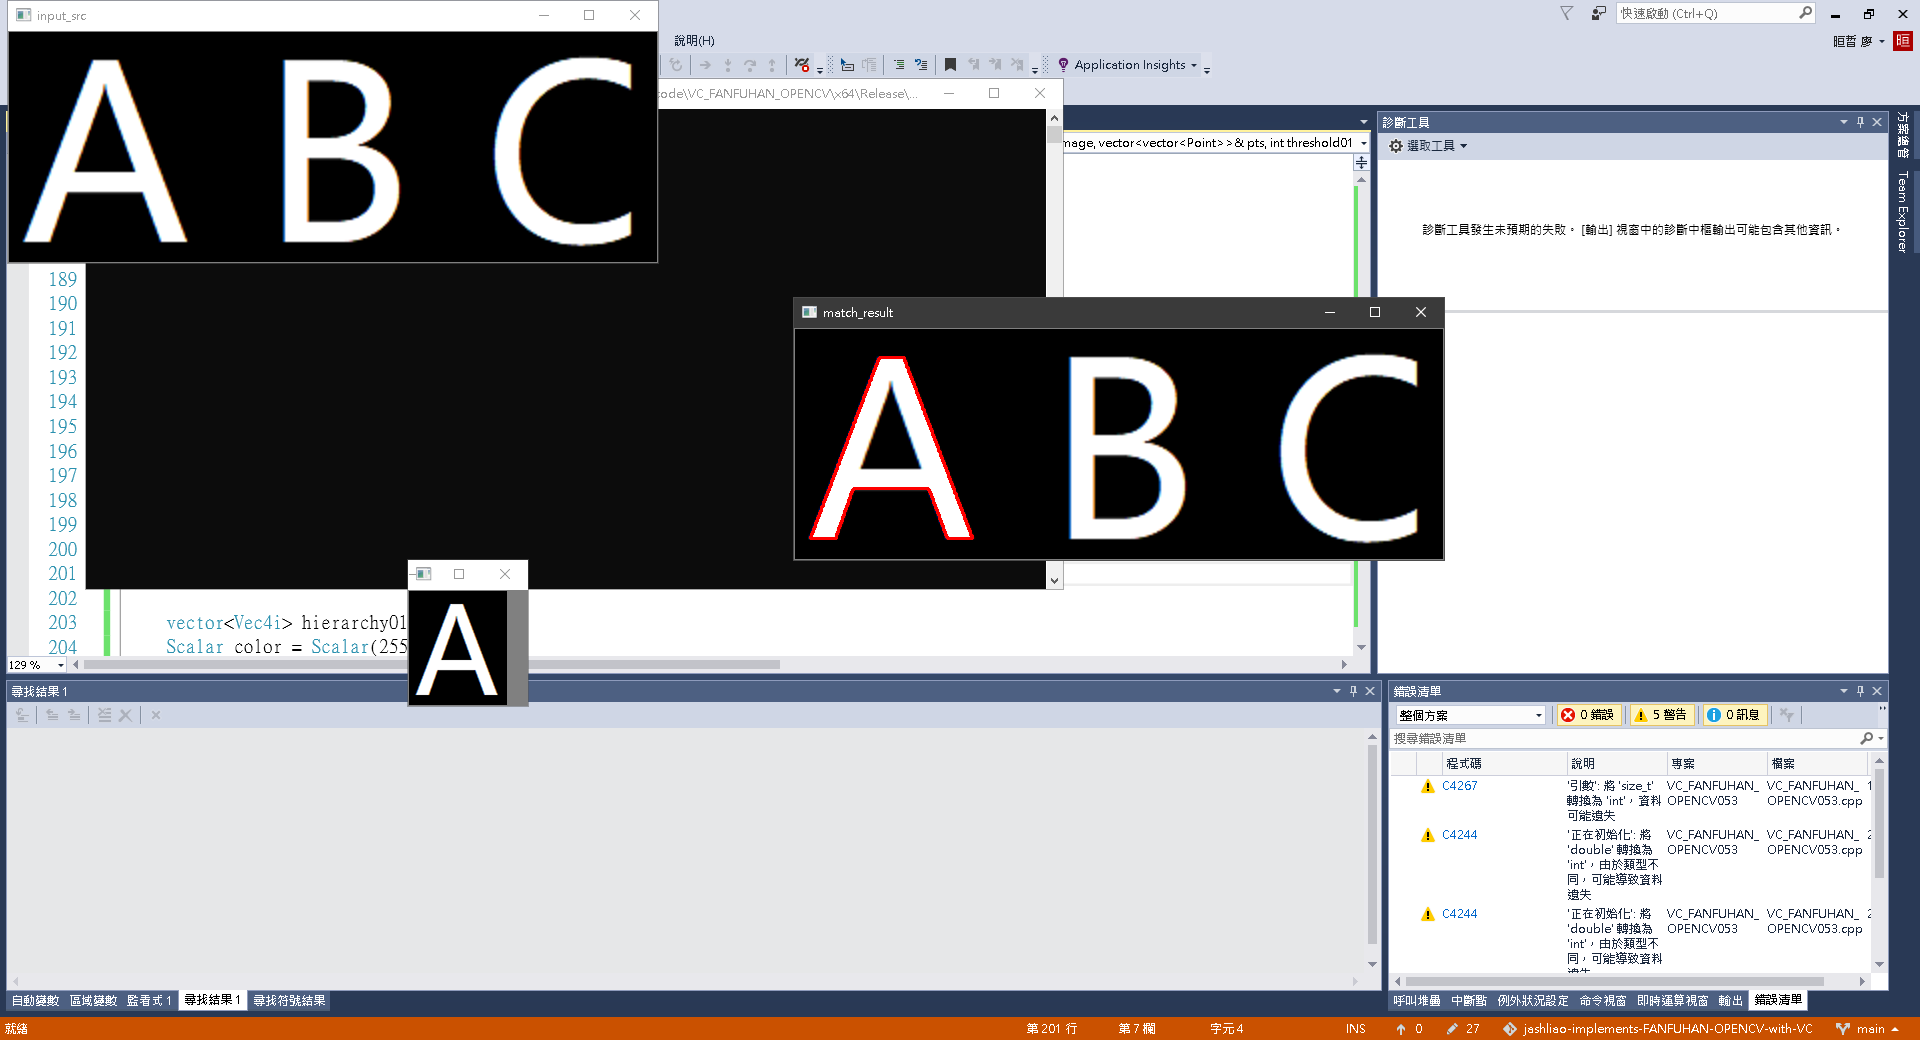 input_src
快速啟動 (Ctrl+Q)
說明(H)
晅哲 廖
晅
Application Insights
A B C
code\VC_FANFUHAN_OPENCV\x64\Release\...
mage, vector<vector<Point> > & pts, int threshold01
診斷工具
選取工具
診斷工具發生未預期的失敗。 [輸出] 視窗中的診斷中樞輸出可能包含其他資訊。
方案總管
Team Explorer
match_result
A B C
189
190
191
192
193
194
195
196
197
198
199
200
201
202
203 vector<Vec4i> hierarchy01
204 Scalar color = Scalar(255
A
129 %
尋找結果 1
錯誤清單
整個方案
0 錯誤
5 警告
0 訊息
搜尋錯誤清單
程式碼 說明 專案 檔案
C4267 '引數': 將 'size_t' 轉換為 'int'，資料可能遺失 VC_FANFUHAN_OPENCV053 VC_FANFUHAN_OPENCV053.cpp 1
C4244 '正在初始化': 將 'double' 轉換為 'int'，由於類型不同，可能導致資料遺失 VC_FANFUHAN_OPENCV053 VC_FANFUHAN_OPENCV053.cpp 2
C4244 '正在初始化': 將 'double' 轉換為 'int'，由於類型不同，可能導致資料遺失 VC_FANFUHAN_OPENCV053 VC_FANFUHAN_OPENCV053.cpp 2
自動變數 區域變數 監看式 1 尋找結果 1 尋找符號結果
呼叫堆疊 中斷點 例外狀況設定 命令視窗 即時運算視窗 輸出 錯誤清單
就緒 第 201 行 第 7 欄 字元 4 INS 0 27 jashliao-implements-FANFUHAN-OPENCV-with-VC main